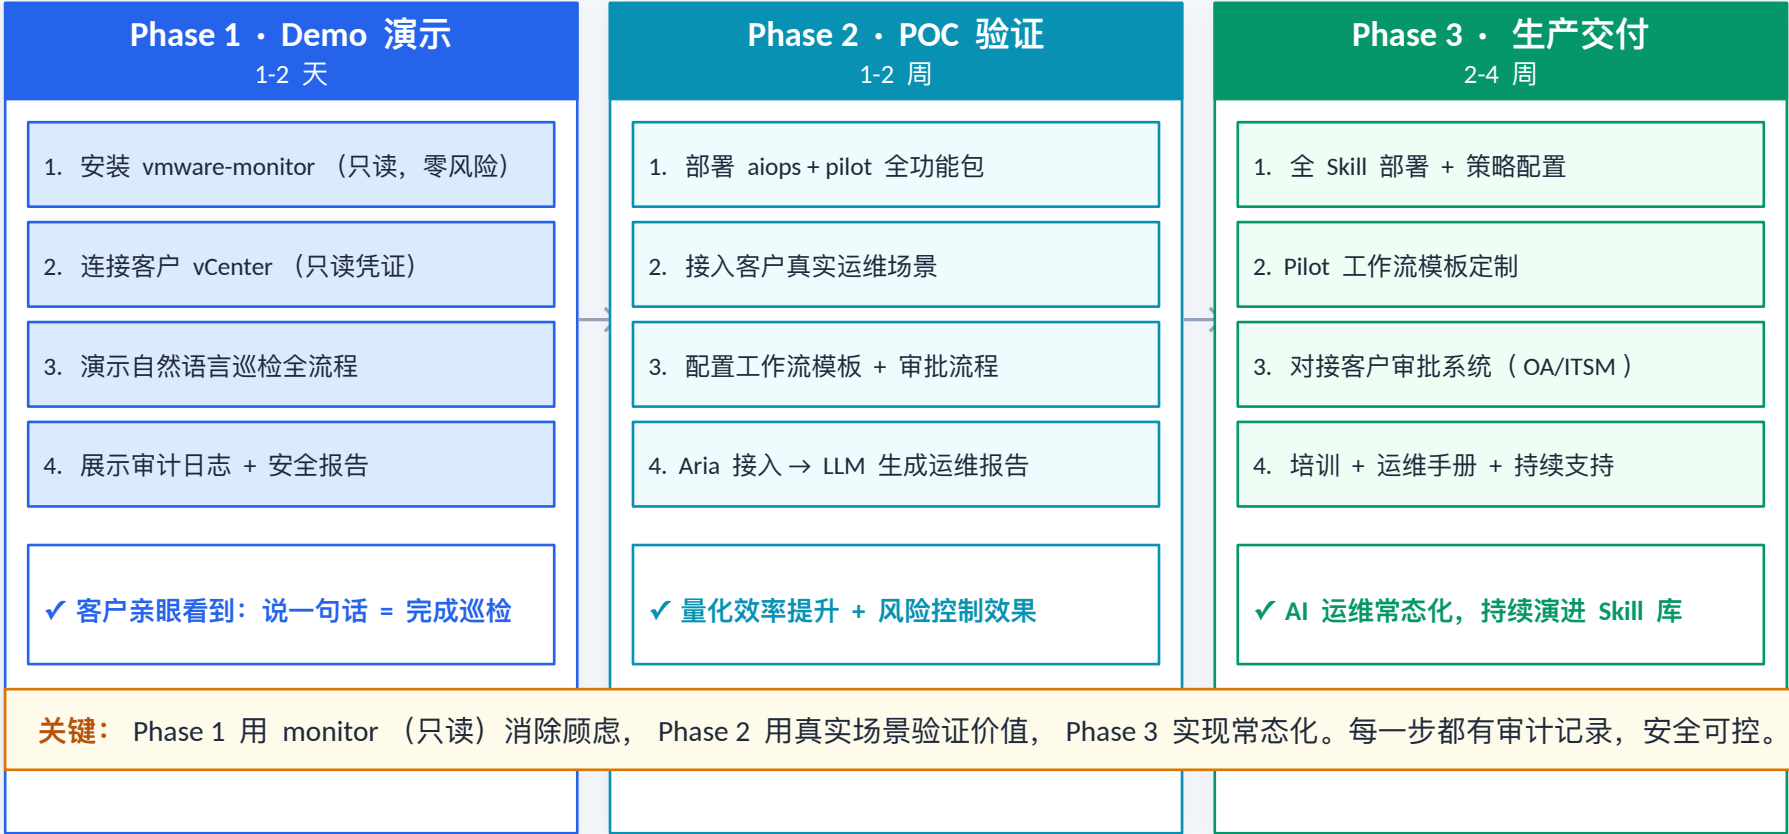 Phase 1 · Demo 演示
1-2 天
1. 安装 vmware-monitor （只读，零风险）
2. 连接客户 vCenter （只读凭证）
3. 演示自然语言巡检全流程
4. 展示审计日志 + 安全报告
✓ 客户亲眼看到：说一句话 = 完成巡检
Phase 2 · POC 验证
1-2 周
1. 部署 aiops + pilot 全功能包
2. 接入客户真实运维场景
3. 配置工作流模板 + 审批流程
4. Aria 接入 → LLM 生成运维报告
✓ 量化效率提升 + 风险控制效果
Phase 3 · 生产交付
2-4 周
1. 全 Skill 部署 + 策略配置
2. Pilot 工作流模板定制
3. 对接客户审批系统（ OA/ITSM ）
4. 培训 + 运维手册 + 持续支持
✓ AI 运维常态化，持续演进 Skill 库
关键： Phase 1 用 monitor （只读）消除顾虑， Phase 2 用真实场景验证价值， Phase 3 实现常态化。每一步都有审计记录，安全可控。